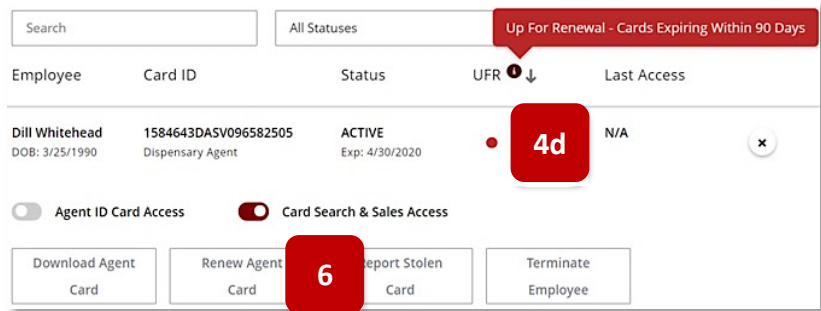 Search
All Statuses
Up For Renewal - Cards Expiring Within 90 Days
Employee Card ID Status UFR i ↓ Last Access
Dill Whitehead 1584643DASV096582505 ACTIVE N/A
DOB: 3/25/1990 Dispensary Agent Exp: 4/30/2020
4d
x
Agent ID Card Access Card Search & Sales Access
Download Agent Card
Renew Agent Card
6
Report Stolen Card
Terminate Employee